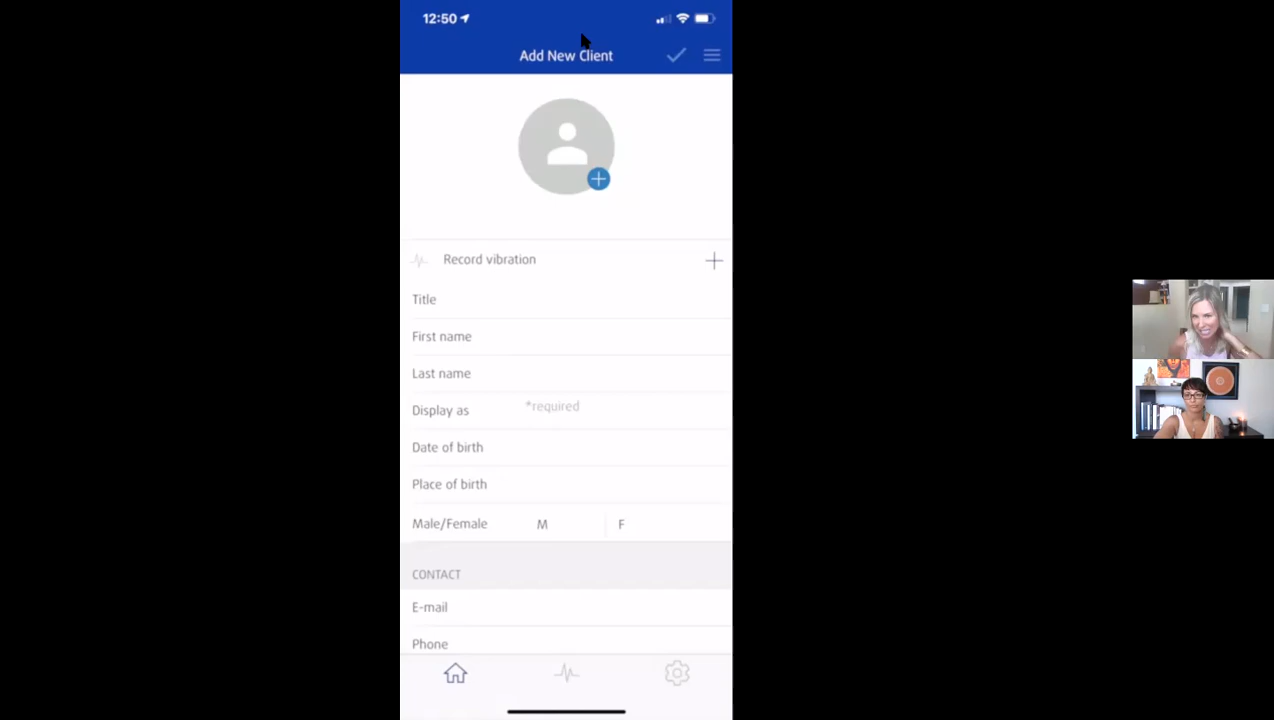 12:50
Add New Client
Record vibration
Title
First name
Last name
Display as *required
Date of birth
Place of birth
Male/Female M F
CONTACT
E-mail
Phone